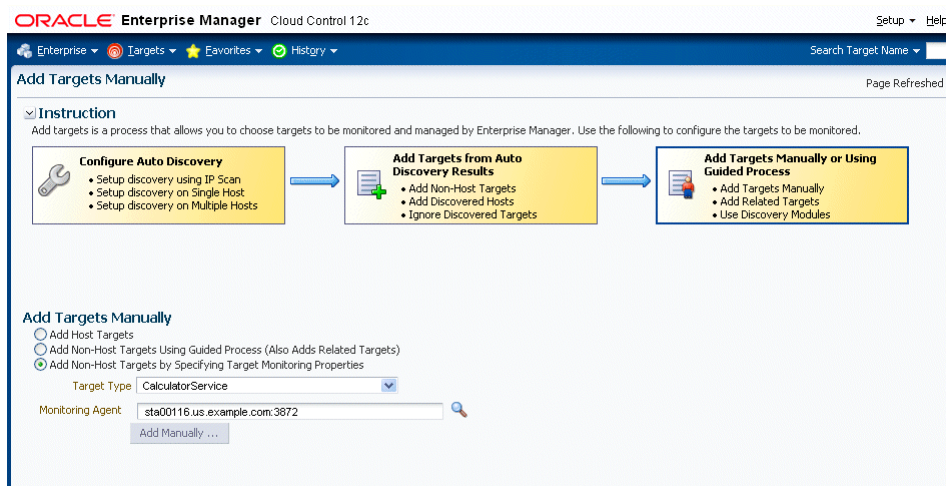 ORACLE Enterprise Manager Cloud Control 12c
Setup Help
Enterprise Targets Favorites History Search Target Name
Add Targets Manually
Page Refreshed
Instruction
Add targets is a process that allows you to choose targets to be monitored and managed by Enterprise Manager. Use the following to configure the targets to be monitored.
Configure Auto Discovery
• Setup discovery using IP Scan
• Setup discovery on Single Host
• Setup discovery on Multiple Hosts
Add Targets from Auto
Discovery Results
• Add Non-Host Targets
• Add Discovered Hosts
• Ignore Discovered Targets
Add Targets Manually or Using
Guided Process
• Add Targets Manually
• Add Related Targets
• Use Discovery Modules
Add Targets Manually
Add Host Targets
Add Non-Host Targets Using Guided Process (Also Adds Related Targets)
Add Non-Host Targets by Specifying Target Monitoring Properties
Target Type CalculatorService
Monitoring Agent sta00116.us.example.com:3872
Add Manually ...